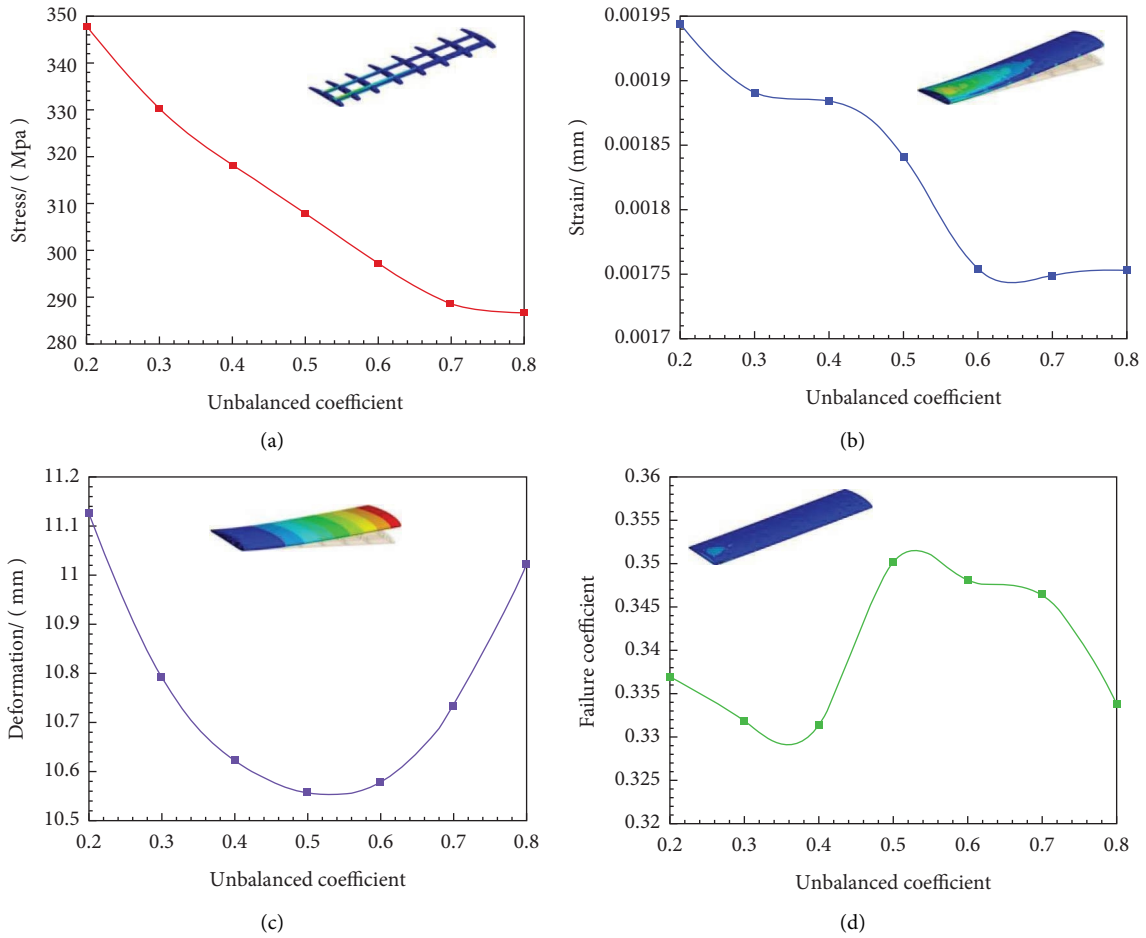 350
340
330
320
310
300
290
280
Stress/ ( Mpa )
0.2 0.3 0.4 0.5 0.6 0.7 0.8
Unbalanced coefficient
(a)
0.00195
0.0019
0.00185
0.0018
0.00175
0.0017
Strain/ (mm )
0.2 0.3 0.4 0.5 0.6 0.7 0.8
Unbalanced coefficient
(b)
11.2
11.1
11
10.9
10.8
10.7
10.6
10.5
Deformation/ ( mm )
0.2 0.3 0.4 0.5 0.6 0.7 0.8
Unbalanced coefficient
(c)
0.36
0.355
0.35
0.345
0.34
0.335
0.33
0.325
0.32
Failure coefficient
0.2 0.3 0.4 0.5 0.6 0.7 0.8
Unbalanced coefficient
(d)